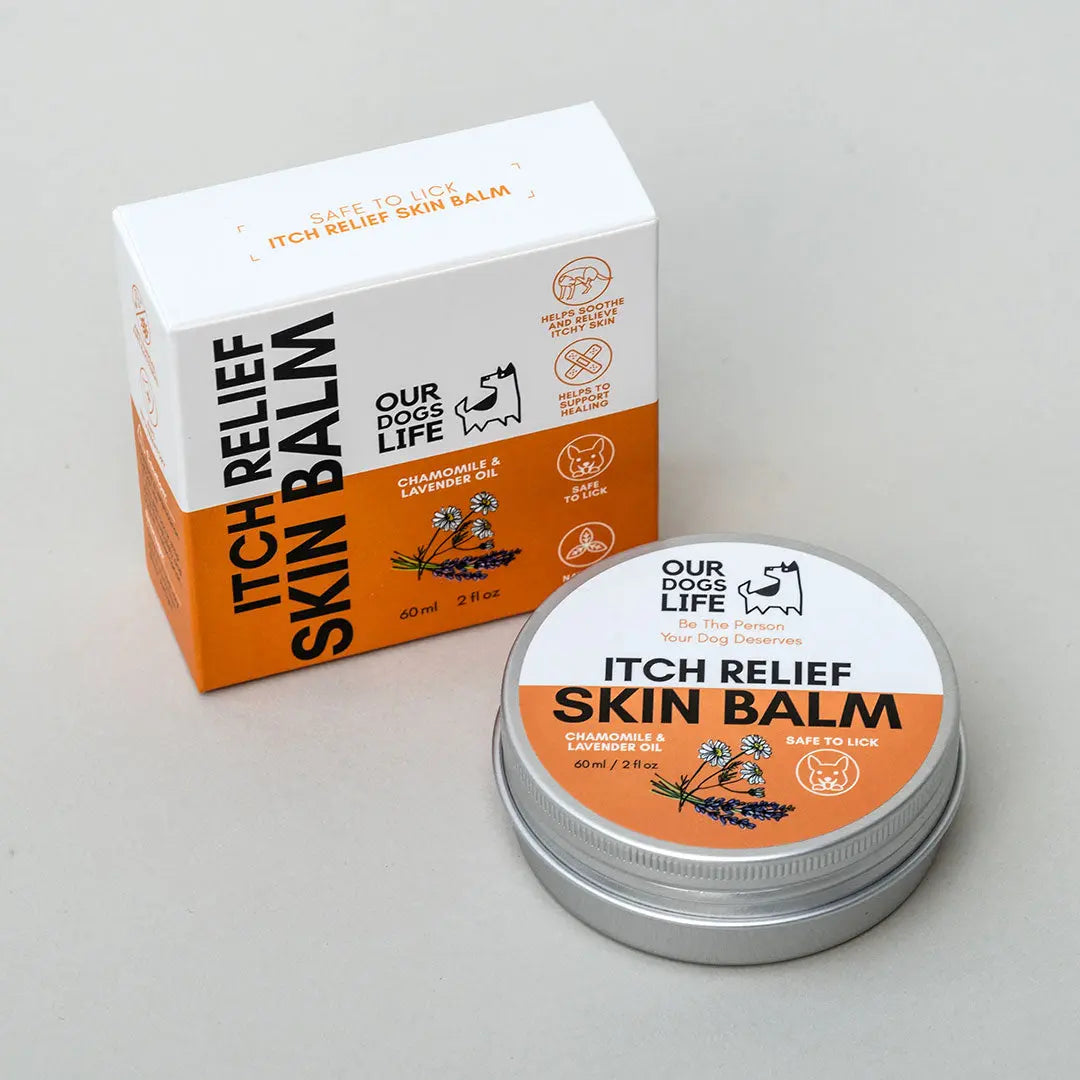 SAFE TO LICK
ITCH RELIEF SKIN BALM
ITCH RELIEF
SKIN BALM
OUR
DOGS
LIFE
CHAMOMILE &
LAVENDER OIL
60 ml 2 fl oz
HELPS SOOTHE
AND RELIEVE
ITCHY SKIN
HELPS TO
SUPPORT
HEALING
SAFE
TO LICK
OUR
DOGS
LIFE
Be The Person
Your Dog Deserves
ITCH RELIEF
SKIN BALM
CHAMOMILE &
LAVENDER OIL
60 ml / 2 fl oz
SAFE TO LICK